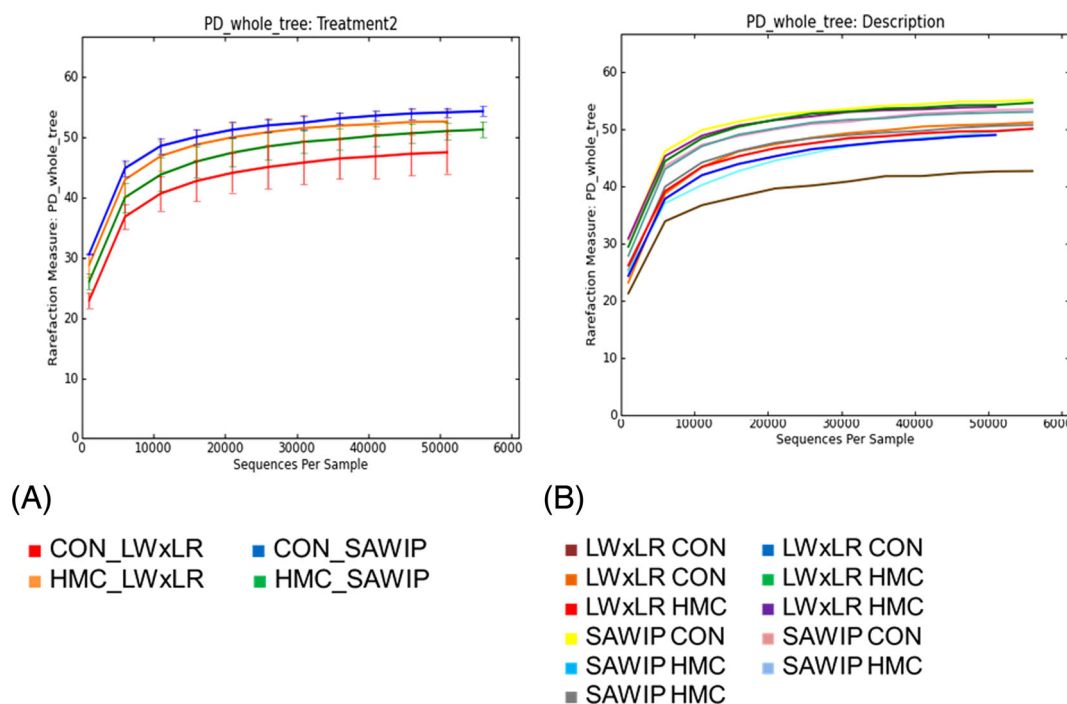 PD_whole_tree: Treatment2
Rarefaction Measure: PD_whole_tree
60
50
40
30
20
10
0
0 10000 20000 30000 40000 50000 60000
Sequences Per Sample
(A)
CON_LWxLR CON_SAWIP
HMC_LWxLR HMC_SAWIP
PD_whole_tree: Description
Rarefaction Measure: PD_whole_tree
60
50
40
30
20
10
0
0 10000 20000 30000 40000 50000 6000
Sequences Per Sample
(B)
LWxLR CON LWxLR CON
LWxLR CON LWxLR HMC
LWxLR HMC LWxLR HMC
SAWIP CON SAWIP CON
SAWIP HMC SAWIP HMC
SAWIP HMC